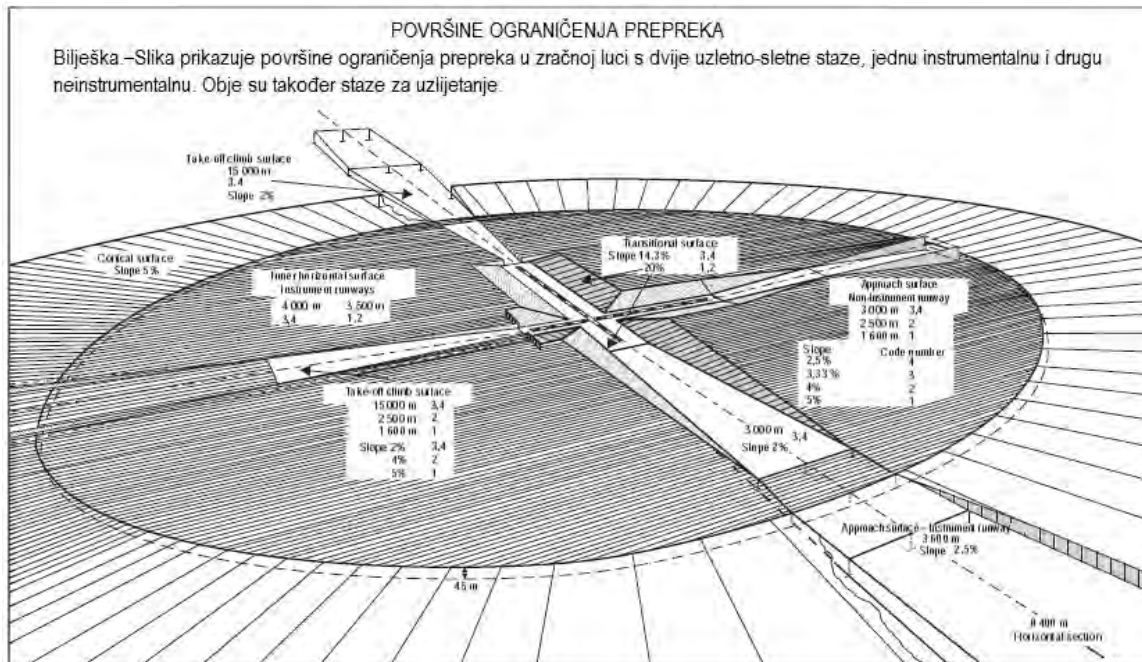 POVRŠINE OGRANIČENJA PREPREKA
Bilješka.–Slika prikazuje površine ograničenja prepreka u zračnoj luci s dvije uzletno-sletne staze, jednu instrumentalnu i drugu
neinstrumentalnu. Obje su također staze za uzlijetanje.
Take-off climb surface
15 000 m
3,4
Slope 2%
Conical surface
Slope 5%
Inner horizontal surface
Instrument runways
4 000 m 3,500 m
3,4 1,2
Transitional surface
Slope 14.3% 3,4
20% 1,2
Approach surface
Non-Instrument runway
3 000 m 3,4
2 500 m 2
1 600 m 1
Slope Code number
2,5% 4
3,33% 3
4% 2
5% 1
Take-off climb surface
15 000 m 3,4
2 500 m 2
1 600 m 1
Slope 2% 3,4
4% 2
5% 1
3 000 m 3,4
Slope 2%
Approach surface – Instrument runway
3 600 m
Slope 2.5%
45 m
8 400 m
Horizontal section